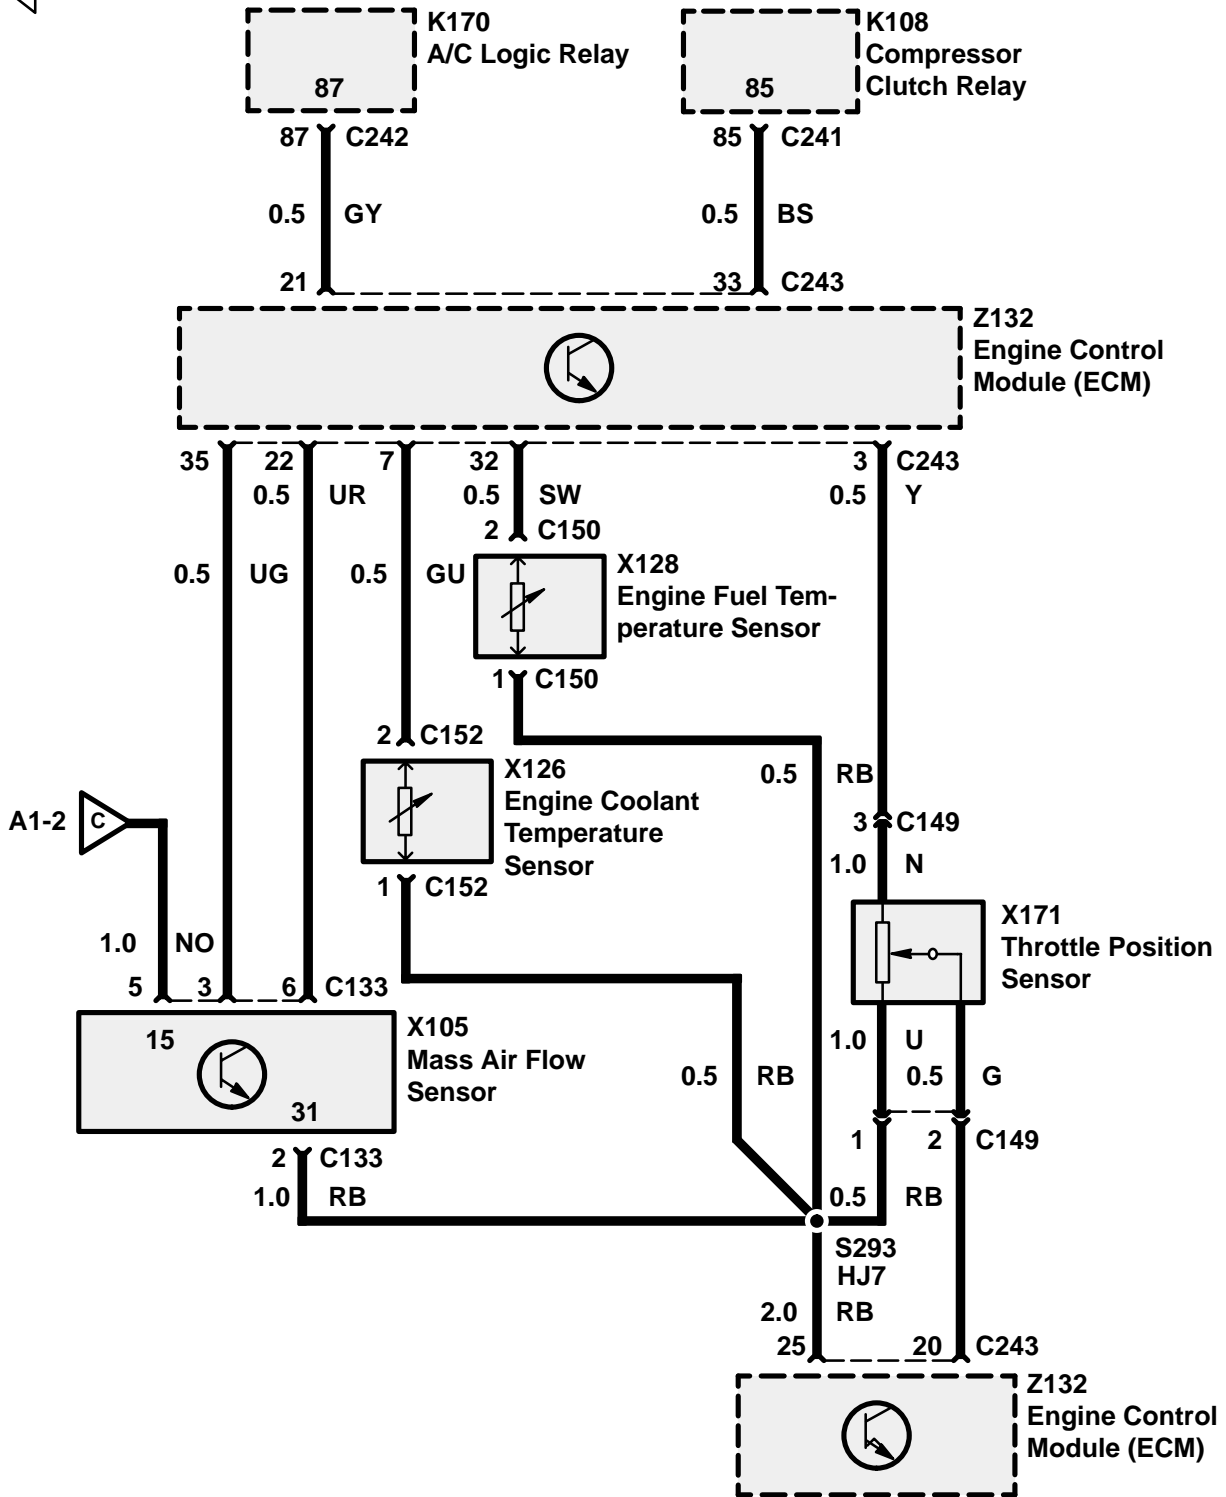 K170
A/C Logic Relay
87
K108
Compressor
Clutch Relay
85
87 C242
85 C241
0.5 GY
0.5 BS
21
33 C243
Z132
Engine Control
Module (ECM)
35 22 7 32 3 C243
0.5 UR 0.5 SW 0.5 Y
2 C150
0.5 UG 0.5 GU
X128
Engine Fuel Tem-
perature Sensor
1 C150
2 C152
X126
Engine Coolant
Temperature
Sensor
0.5 RB
A1-2 C
3 C149
1.0 N
1 C152
X171
Throttle Position
Sensor
1.0 NO
5 3 6 C133
15
31
X105
Mass Air Flow
Sensor
1.0 U
0.5 RB
0.5 G
1 2 C149
2 C133
1.0 RB
0.5 RB
S293
HJ7
2.0 RB
25 20 C243
Z132
Engine Control
Module (ECM)